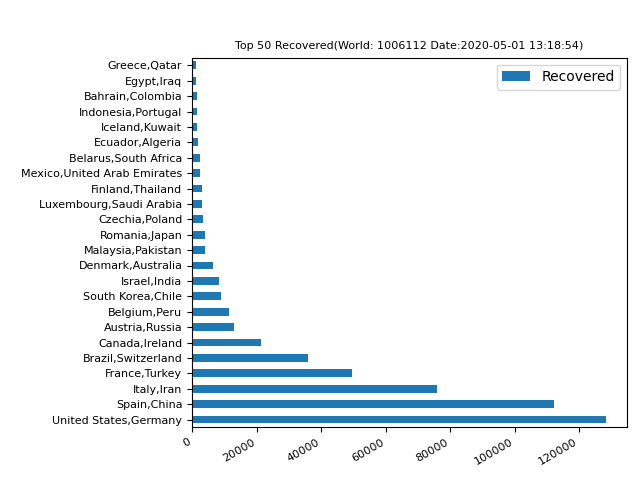 Top 50 Recovered(World: 1006112 Date:2020-05-01 13:18:54)
Recovered
Greece,Qatar
Egypt,Iraq
Bahrain,Colombia
Indonesia,Portugal
Iceland,Kuwait
Ecuador,Algeria
Belarus,South Africa
Mexico,United Arab Emirates
Finland,Thailand
Luxembourg,Saudi Arabia
Czechia,Poland
Romania,Japan
Malaysia,Pakistan
Denmark,Australia
Israel,India
South Korea,Chile
Belgium,Peru
Austria,Russia
Canada,Ireland
Brazil,Switzerland
France,Turkey
Italy,Iran
Spain,China
United States,Germany
0
20000
40000
60000
80000
100000
120000